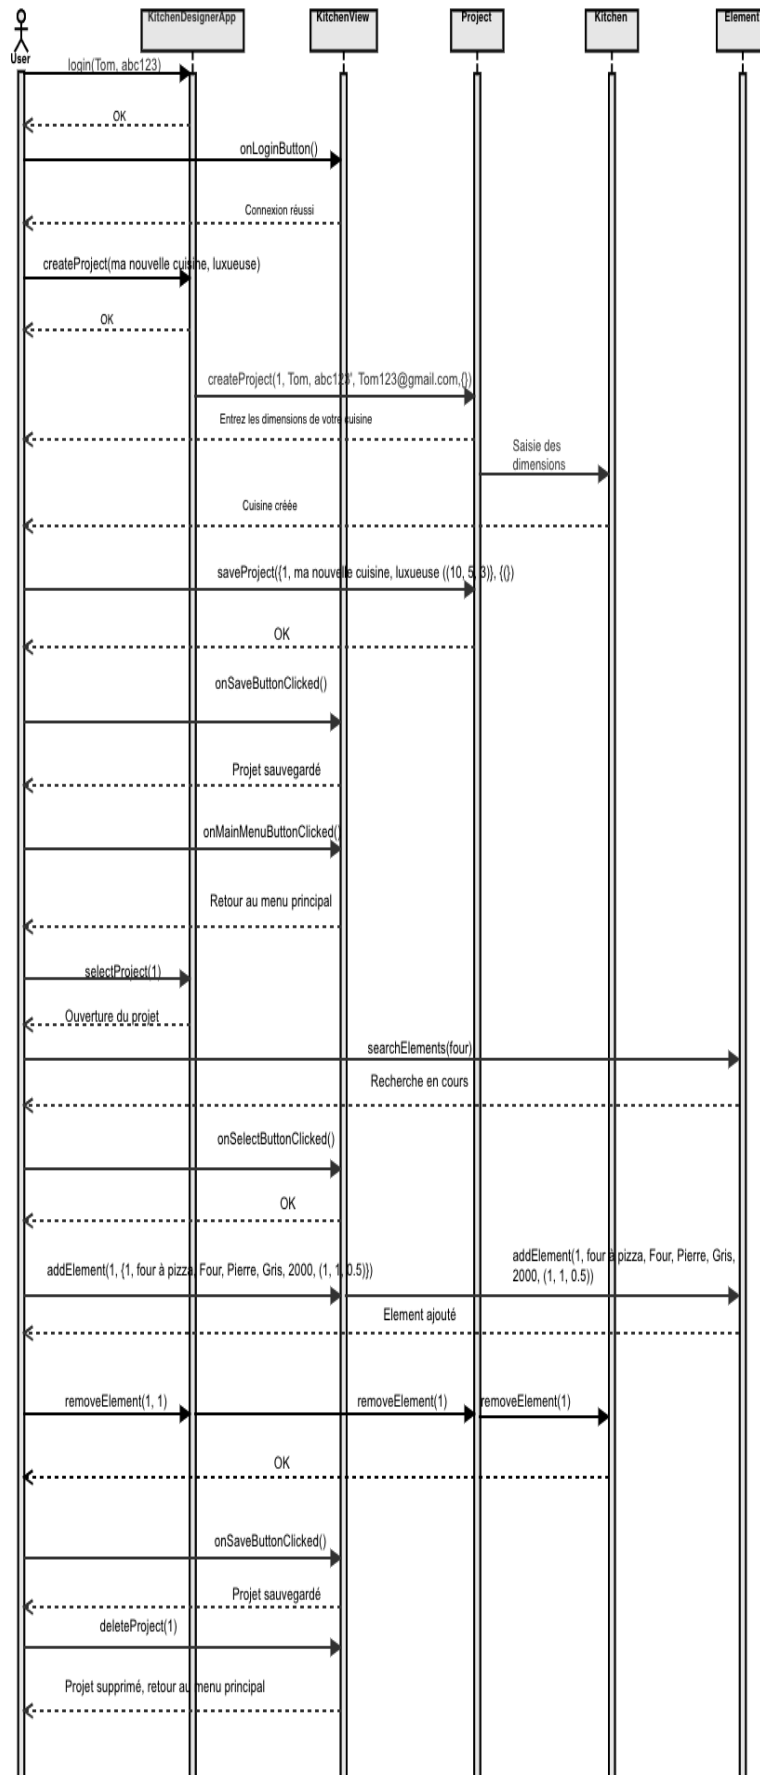 KitchenDesignerApp
KitchenView
Project
Kitchen
Element
User
login(Tom, abc123)
OK
onLoginButton()
Connexion réussi
createProject(ma nouvelle cuisine, luxueuse)
OK
createProject(1, Tom, abc123', Tom123@gmail.com,{})
Entrez les dimensions de votre cuisine
Saisie des
dimensions
Cuisine créée
saveProject({1, ma nouvelle cuisine, luxueuse ((10, 5, 3)}, {(})
OK
onSaveButtonClicked()
Projet sauvegardé
onMainMenuButtonClicked()
Retour au menu principal
selectProject(1)
Ouverture du projet
searchElements(four)
Recherche en cours
onSelectButtonClicked()
OK
addElement(1, {1, four à pizza, Four, Pierre, Gris, 2000, (1, 1, 0.5)})
addElement(1, four à pizza, Four, Pierre, Gris,
2000, (1, 1, 0.5))
Element ajouté
removeElement(1, 1)
removeElement(1)
removeElement(1)
OK
onSaveButtonClicked()
Projet sauvegardé
deleteProject(1)
Projet supprimé, retour au menu principal